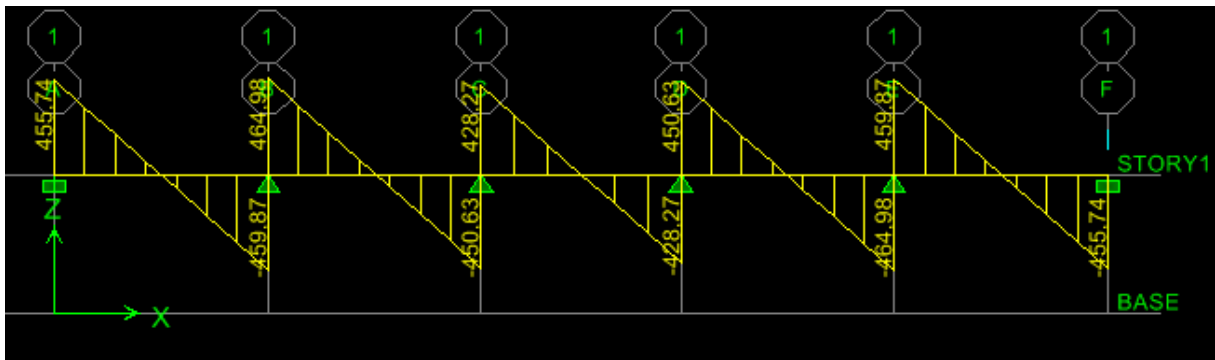 1 1 1 1 1 1
A B C D E F
455.74 464.98 428.27 450.63 459.87
STORY1
Z
-459.87 -450.63 -428.27 -464.98 -455.74
BASE
X